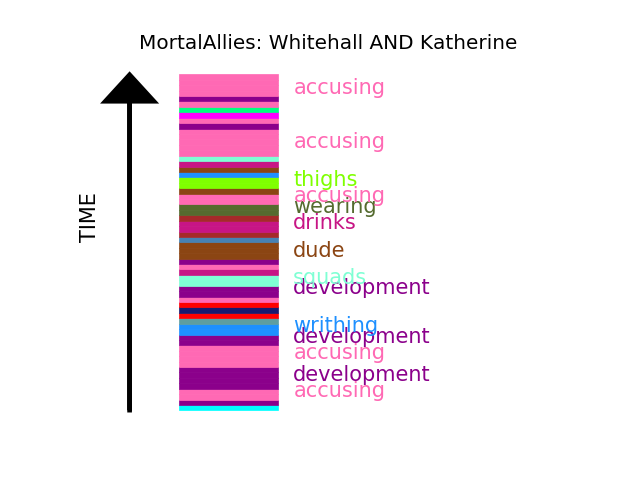 MortalAllies: Whitehall AND Katherine
accusing
accusing
thighs
accusing
wearing
drinks
dude
squads
development
writhing
development
accusing
development
accusing
TIME